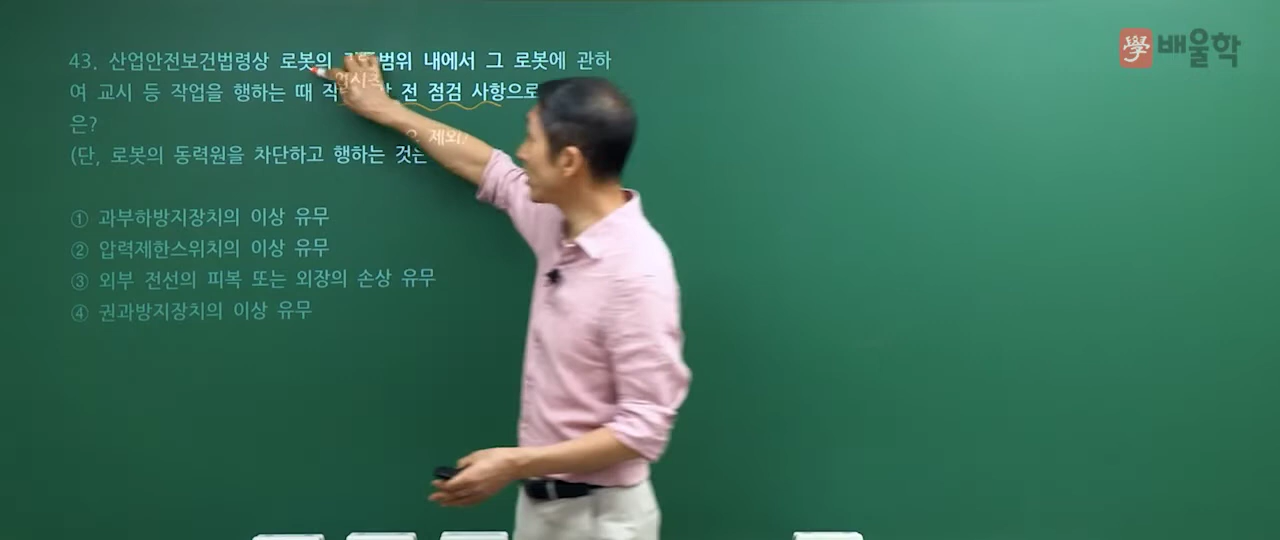 學 배울학
43. 산업안전보건법령상 로봇의 범위 내에서 그 로봇에 관하
여 교시 등 작업을 행하는 때 전 점검 사항으로
은?
제외!
(단, 로봇의 동력원을 차단하고 행하는 것은
① 과부하방지장치의 이상 유무
② 압력제한스위치의 이상 유무
③ 외부 전선의 피복 또는 외장의 손상 유무
④ 권과방지장치의 이상 유무